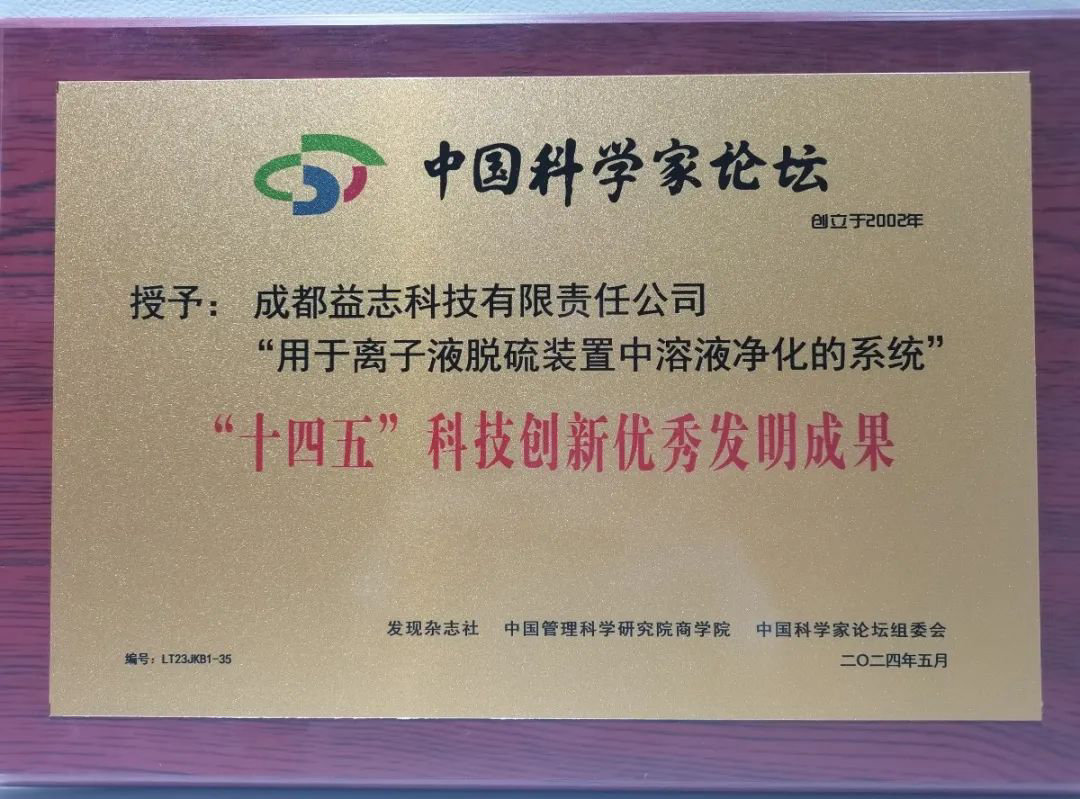 中国科学家论坛
创立于2002年
授予： 成都益志科技有限责任公司
“用于离子液脱硫装置中溶液净化的系统”
“十四五”科技创新优秀发明成果
发现杂志社 中国管理科学研究院商学院 中国科学家论坛组委会
编号：LT23JKB1-35 二〇二四年五月